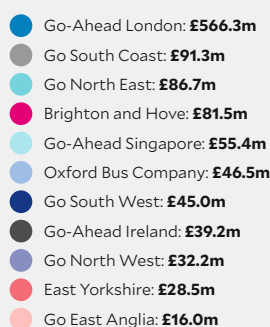 Go-Ahead London: £566.3m
Go South Coast: £91.3m
Go North East: £86.7m
Brighton and Hove: £81.5m
Go-Ahead Singapore: £55.4m
Oxford Bus Company: £46.5m
Go South West: £45.0m
Go-Ahead Ireland: £39.2m
Go North West: £32.2m
East Yorkshire: £28.5m
Go East Anglia: £16.0m